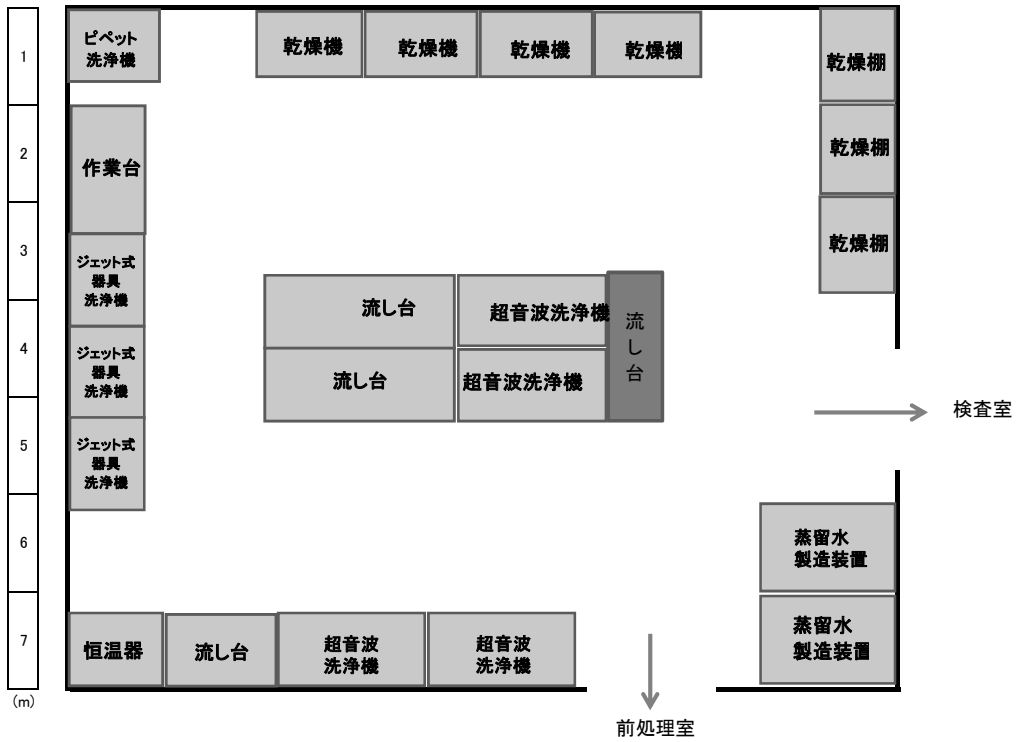 1
2
3
4
5
6
7
(m)
ピペット
洗浄機
乾燥機
乾燥機
乾燥機
乾燥機
乾燥棚
乾燥棚
乾燥棚
作業台
ジェット式
器具
洗浄機
ジェット式
器具
洗浄機
ジェット式
器具
洗浄機
流し台
超音波洗浄機
流し台
超音波洗浄機
流
し
台
検査室
蒸留水
製造装置
蒸留水
製造装置
恒温器
流し台
超音波
洗浄機
超音波
洗浄機
前処理室